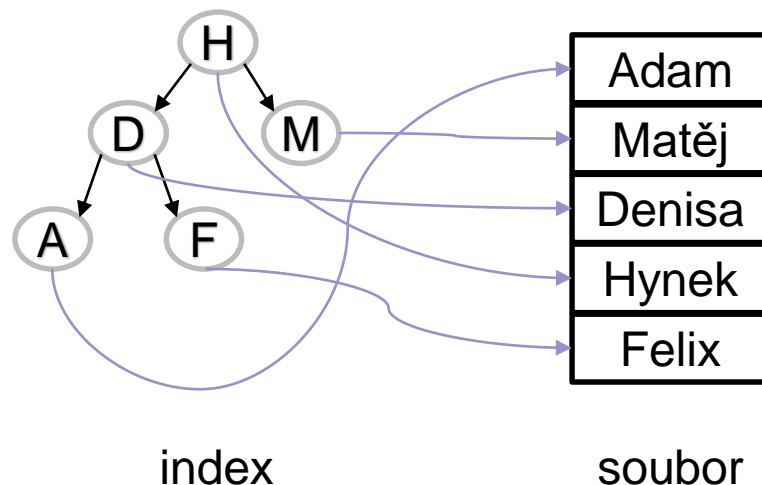 H
D
M
A
F
Adam
Matěj
Denisa
Hynek
Felix
index
soubor